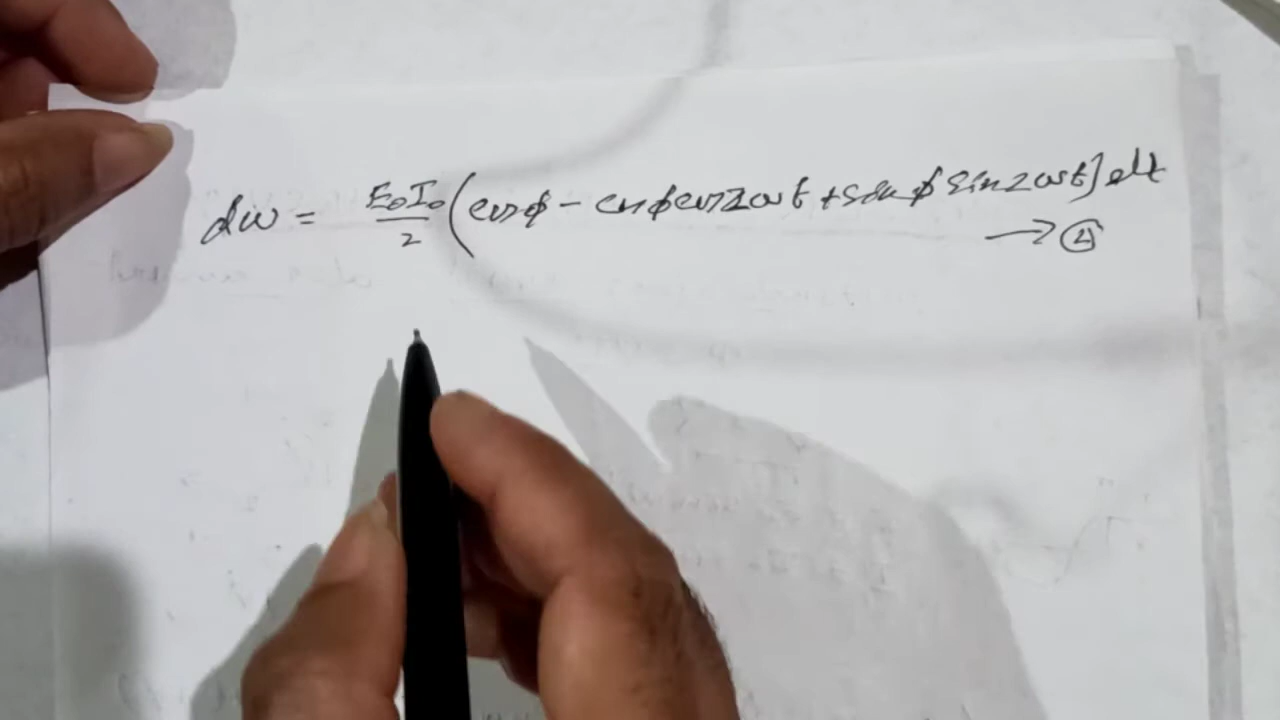 dw = E₀I₀/2 (cosφ - cosφcos2ωt + sinφ sin2ωt] dt
→ ④